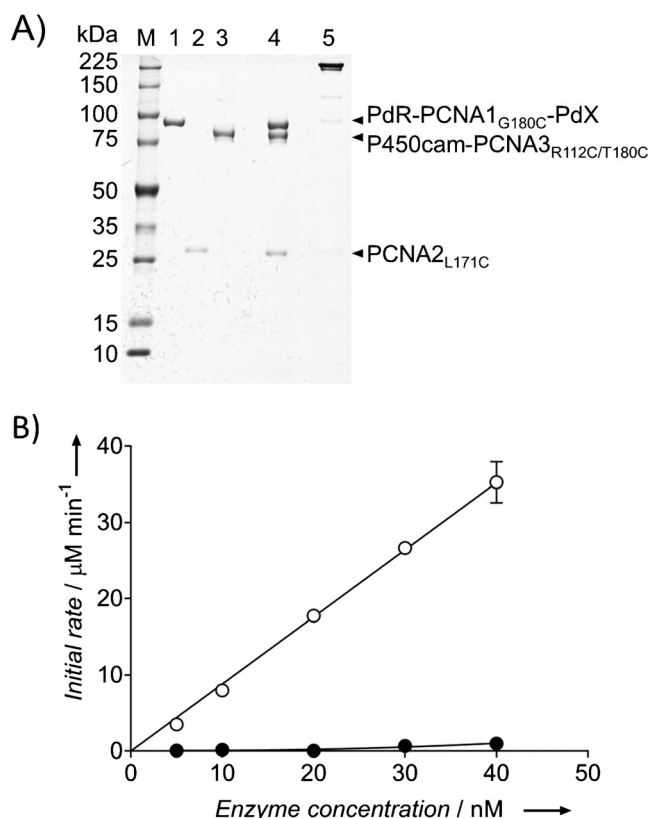 A)
kDa M 1 2 3 4 5
225
150
100
75
50
35
25
15
10
PdR-PCNA1G180C-PdX
P450cam-PCNA3R112C/T180C
PCNA2L171C
B)
Initial rate / μM min-1
40
30
20
10
0
0 10 20 30 40 50
Enzyme concentration / nM